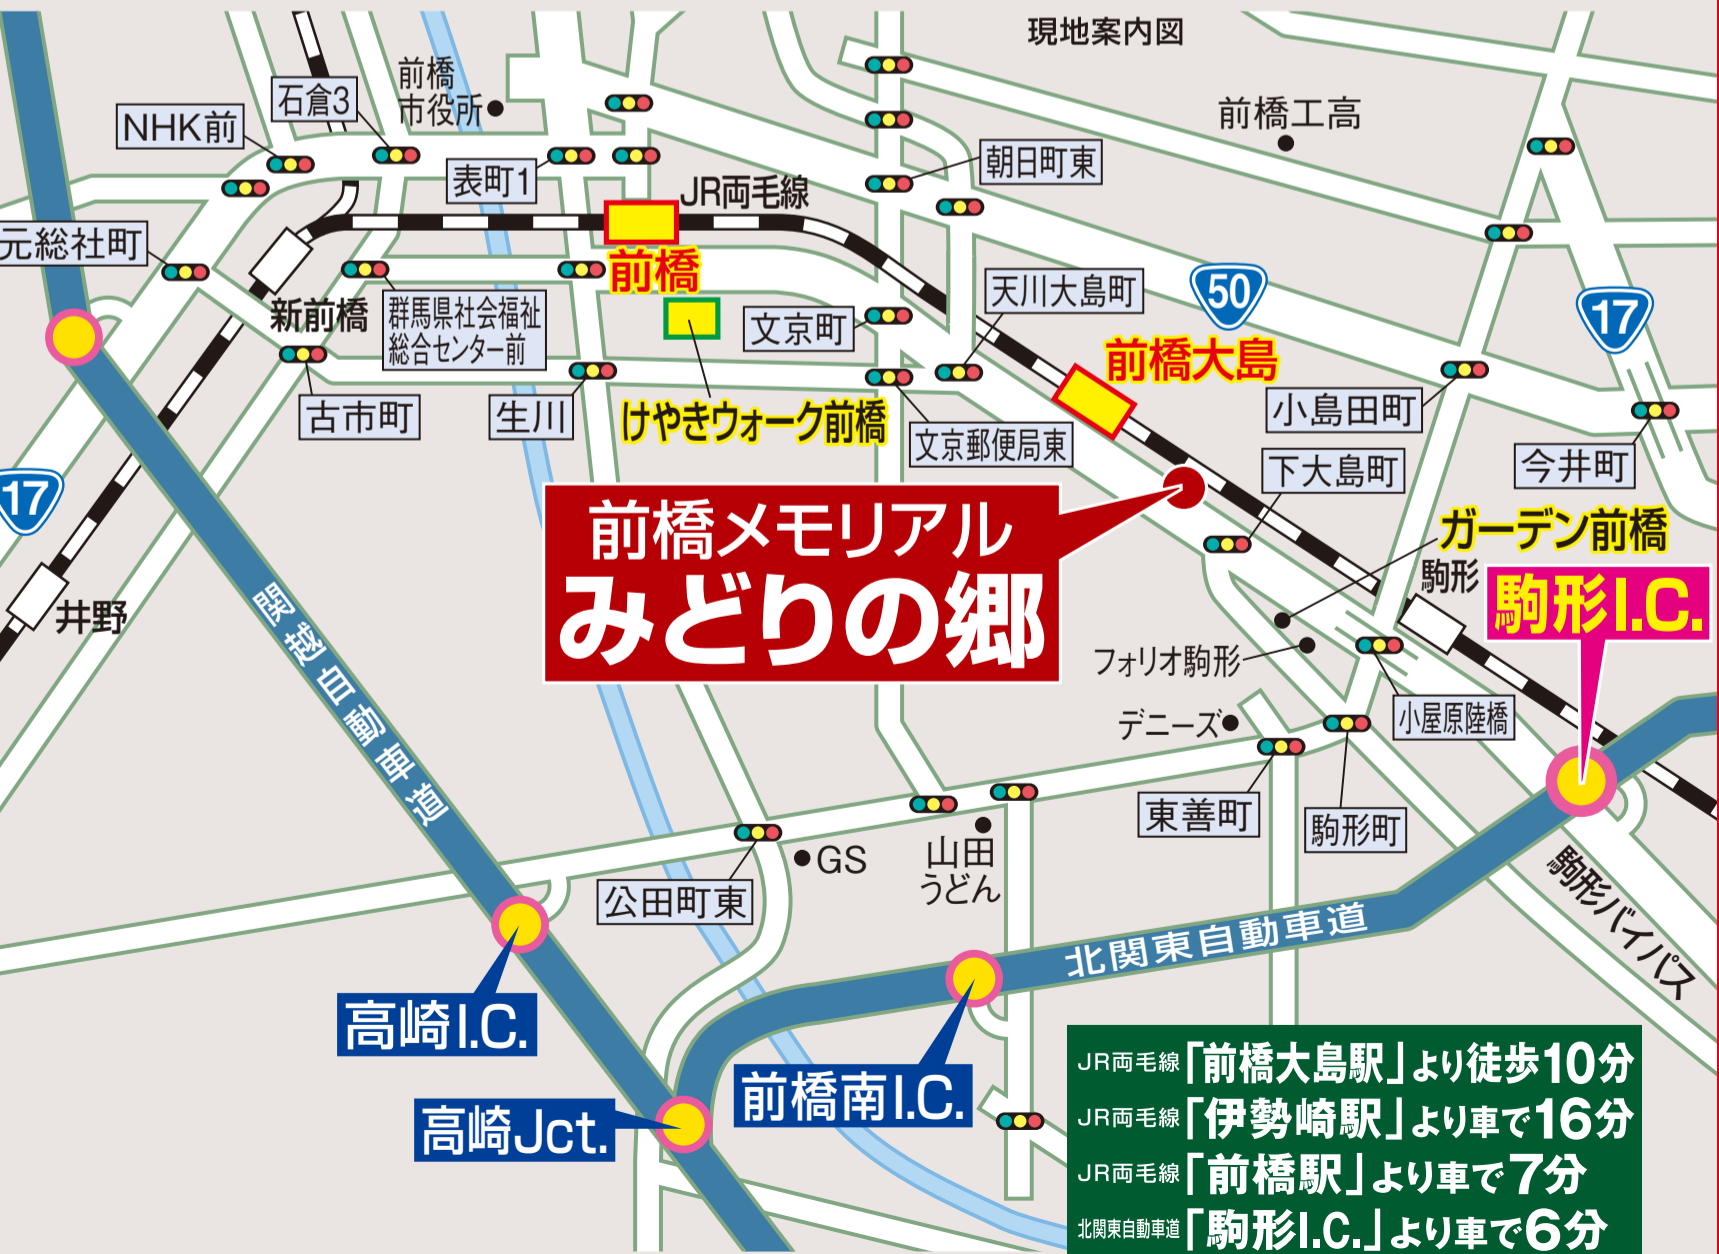 現地案内図
前橋
市役所
石倉3
NHK前
表町1
JR両毛線
朝日町東
前橋工高
元総社町
新前橋
群馬県社会福祉
総合センター前
前橋
文京町
天川大島町
50
17
前橋大島
古市町
生川
けやきウォーク前橋
文京郵便局東
小島田町
下大島町
今井町
17
前橋メモリアル
みどりの郷
ガーデン前橋
駒形
駒形I.C.
井野
関越自動車道
フォリオ駒形
デニーズ
小屋原陸橋
東善町
駒形町
GS
山田
うどん
公田町東
駒形バイパス
北関東自動車道
高崎I.C.
前橋南I.C.
高崎Jct.
JR両毛線「前橋大島駅」より徒歩10分
JR両毛線「伊勢崎駅」より車で16分
JR両毛線「前橋駅」より車で7分
北関東自動車道「駒形I.C.」より車で6分